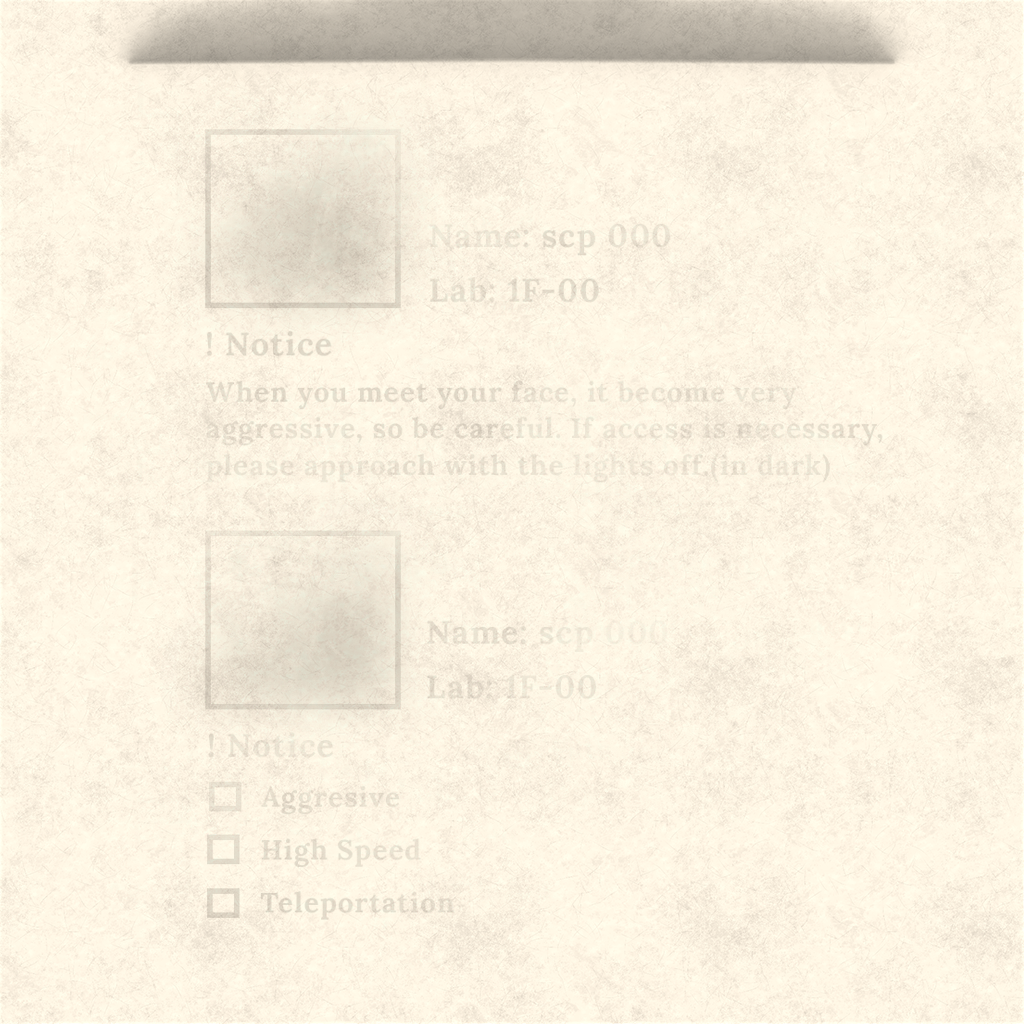 Name: scp 000
Lab: 1F-00
! Notice
When you meet your face, it become very
aggressive, so be careful. If access is necessary,
please approach with the lights off.(in dark)
Name: scp 000
Lab: 1F-00
! Notice
Aggresive
High Speed
Teleportation